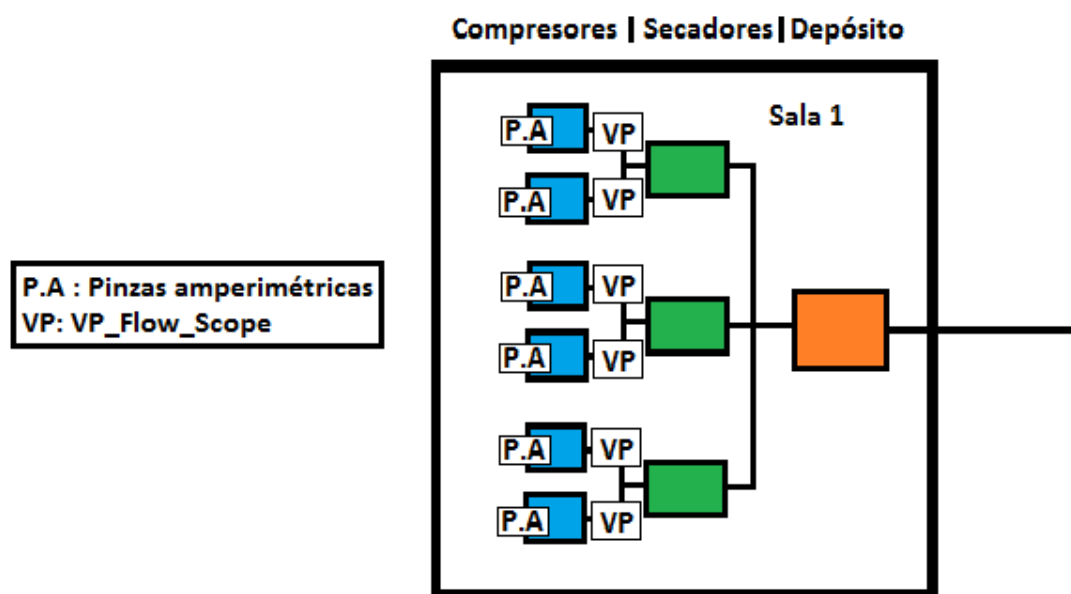 Compresores | Secadores | Depósito
Sala 1
P.A VP
P.A VP
P.A VP
P.A VP
P.A VP
P.A VP
P.A : Pinzas amperimétricas
VP: VP_Flow_Scope